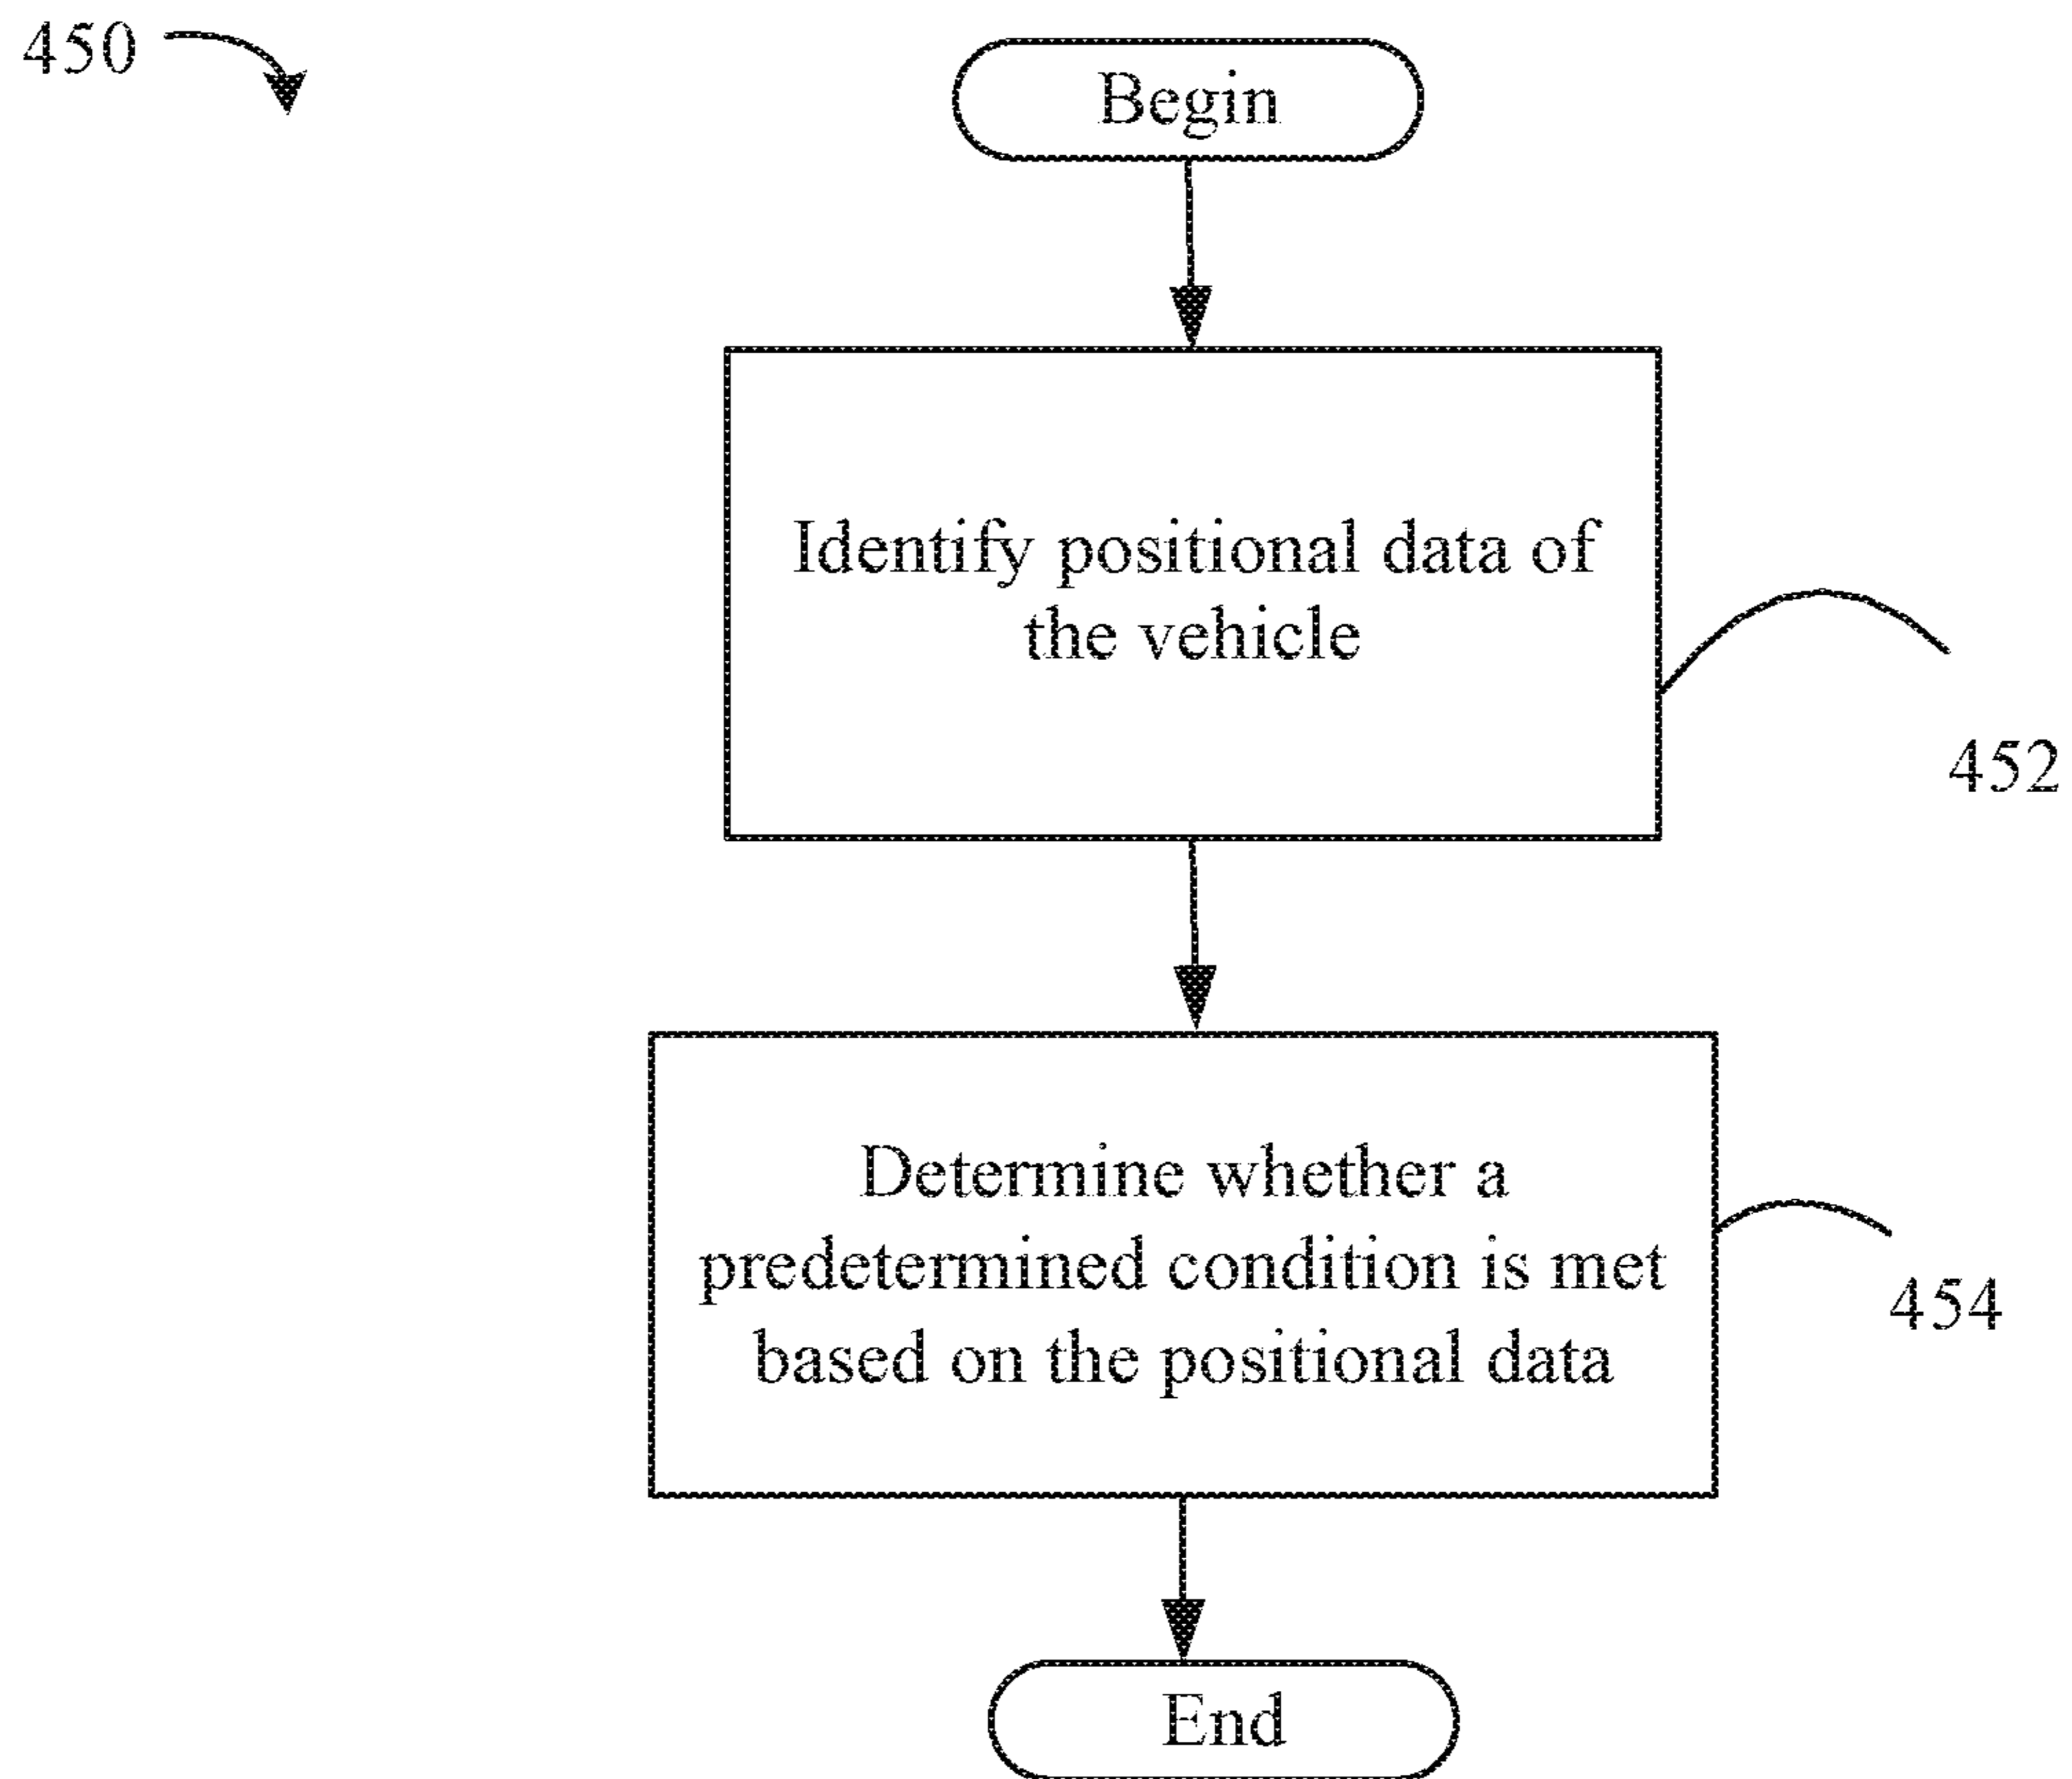 450
Begin
Identify positional data of
the vehicle
452
Determine whether a
predetermined condition is met
based on the positional data
454
End